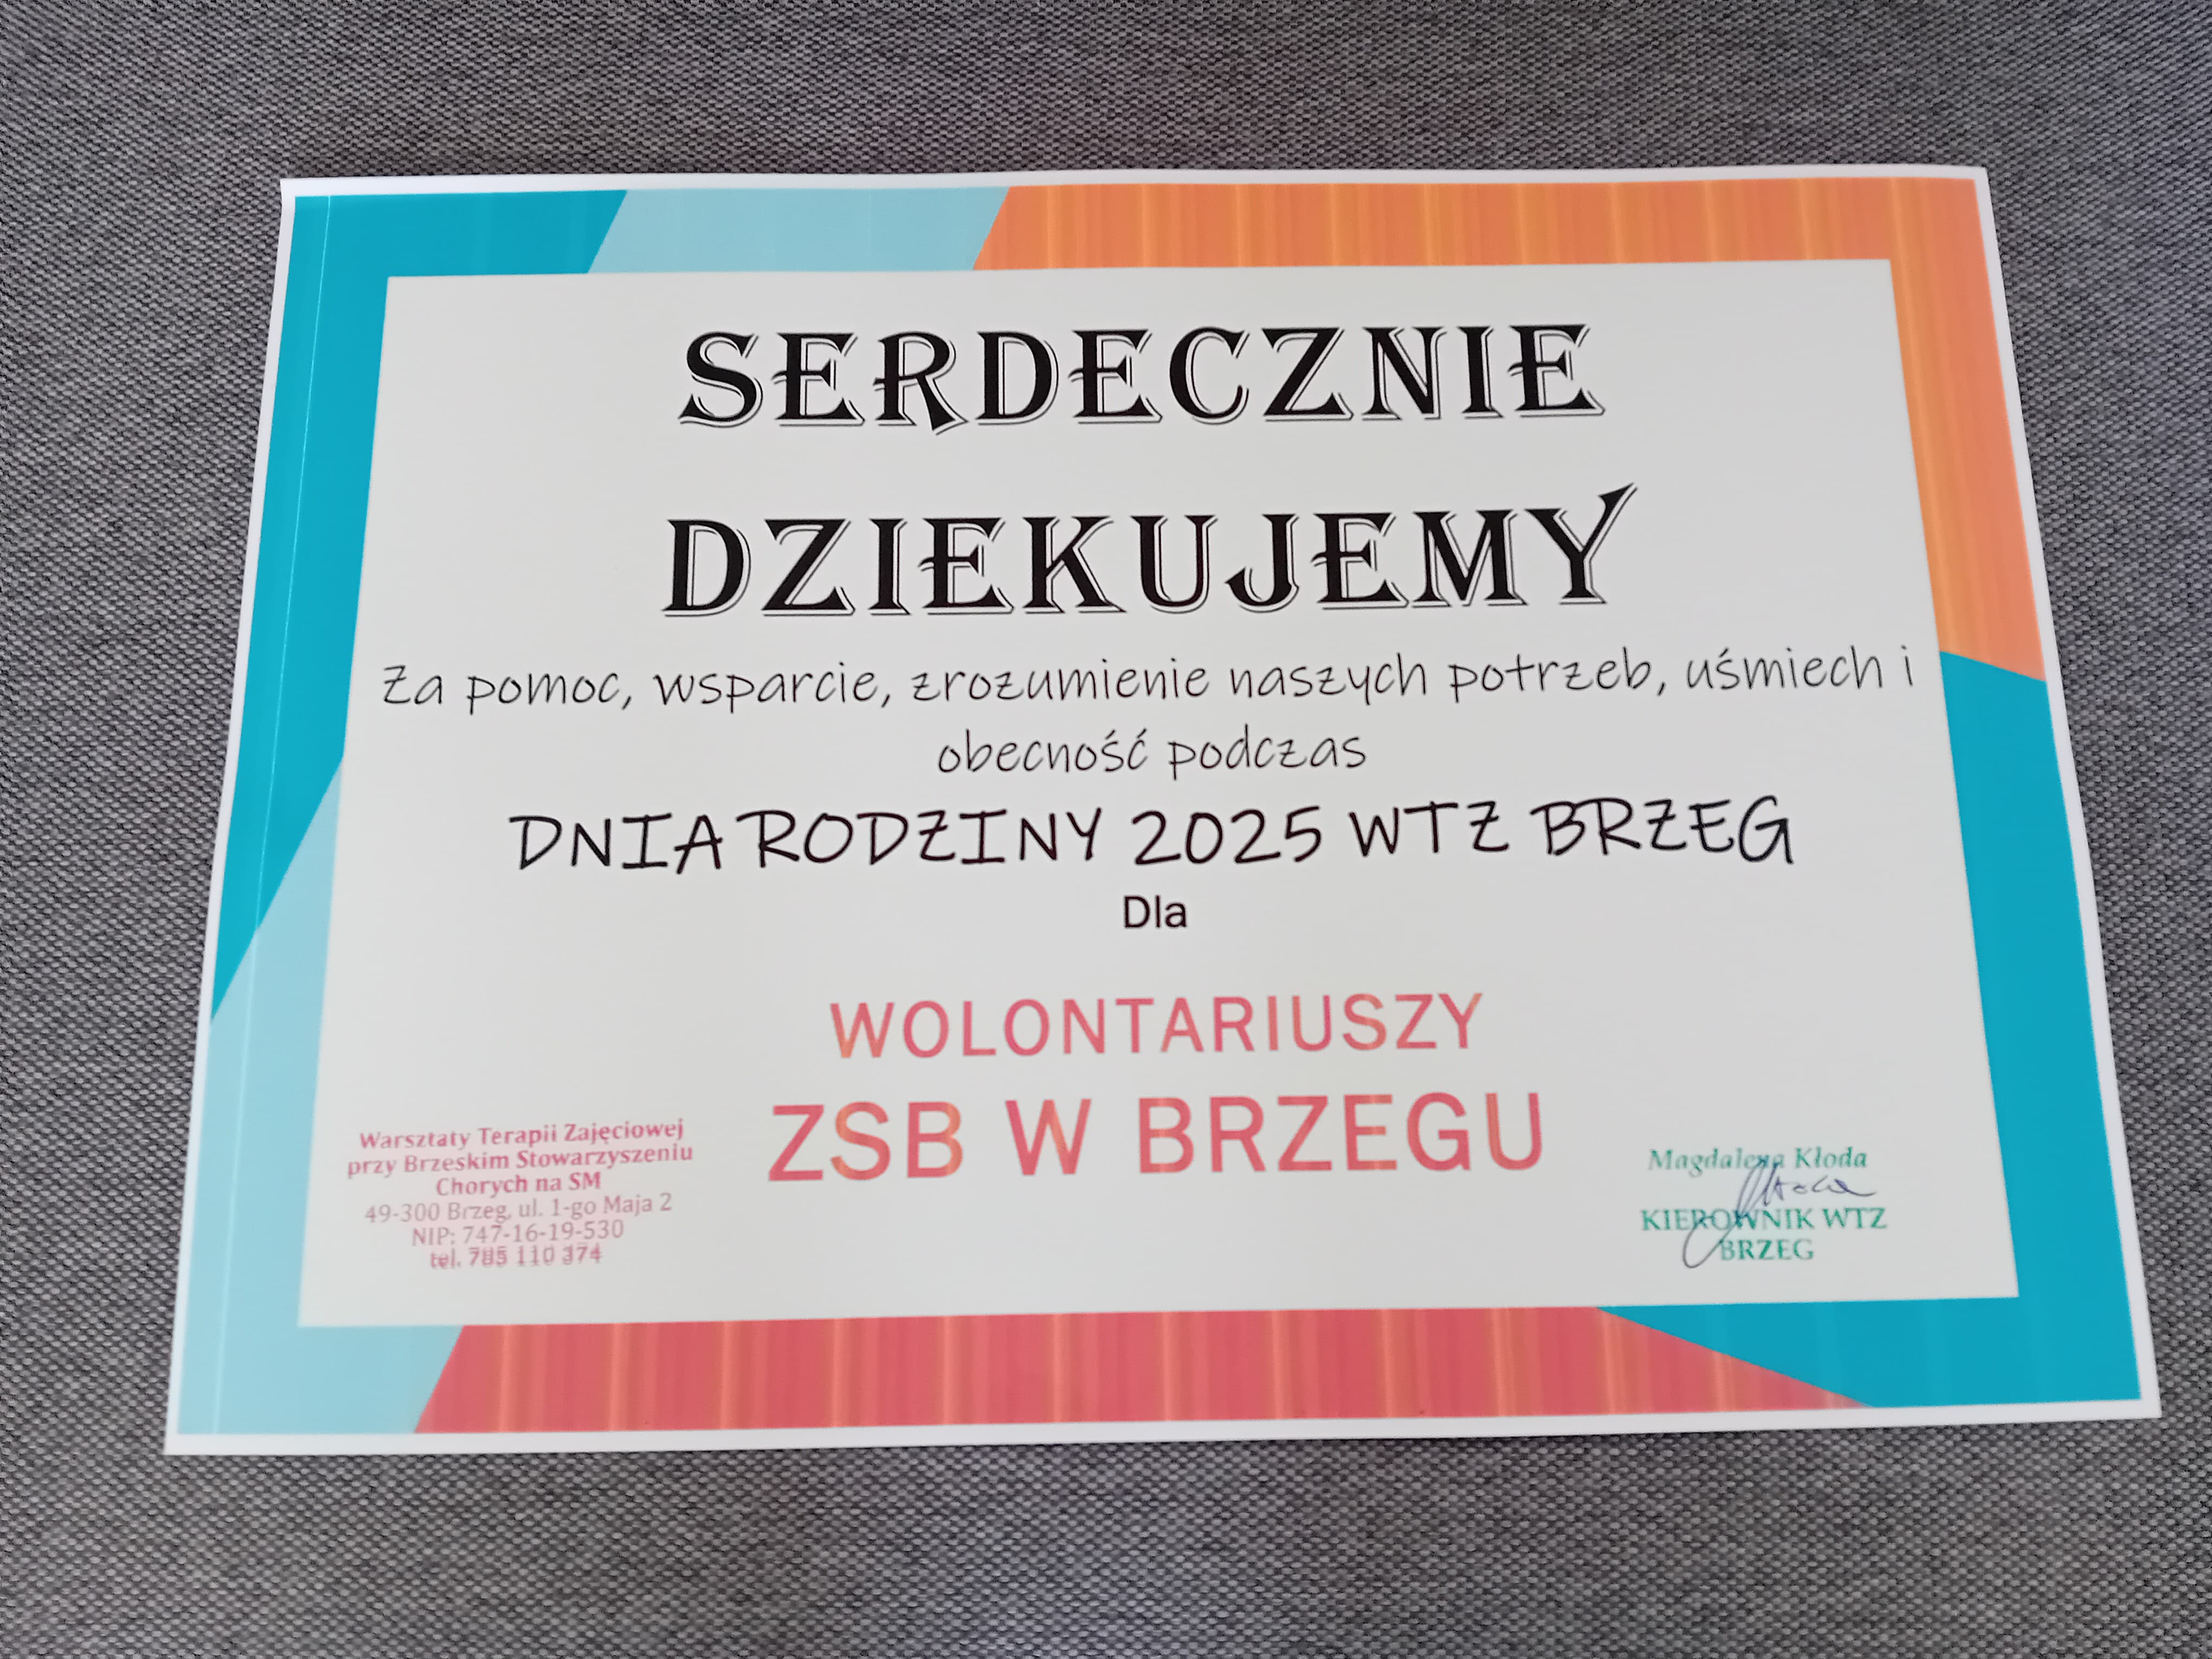 SERDECZNIE
DZIEKUJEMY
Za pomoc, wsparcie, zrozumienie naszych potrzeb, uśmiech i
obecność podczas
DNIA RODZINY 2025 WTZ BRZEG
Dla
WOLONTARIUSZY
ZSB W BRZEGU
Warsztaty Terapii Zajęciowej
przy Brzeskim Stowarzyszeniu
Chorych na SM
49-300 Brzeg, ul. 1-go Maja 2
NIP: 747-16-19-530
tel. 785 110 374
Magdalena Kłoda
KIEROWNIK WTZ
BRZEG